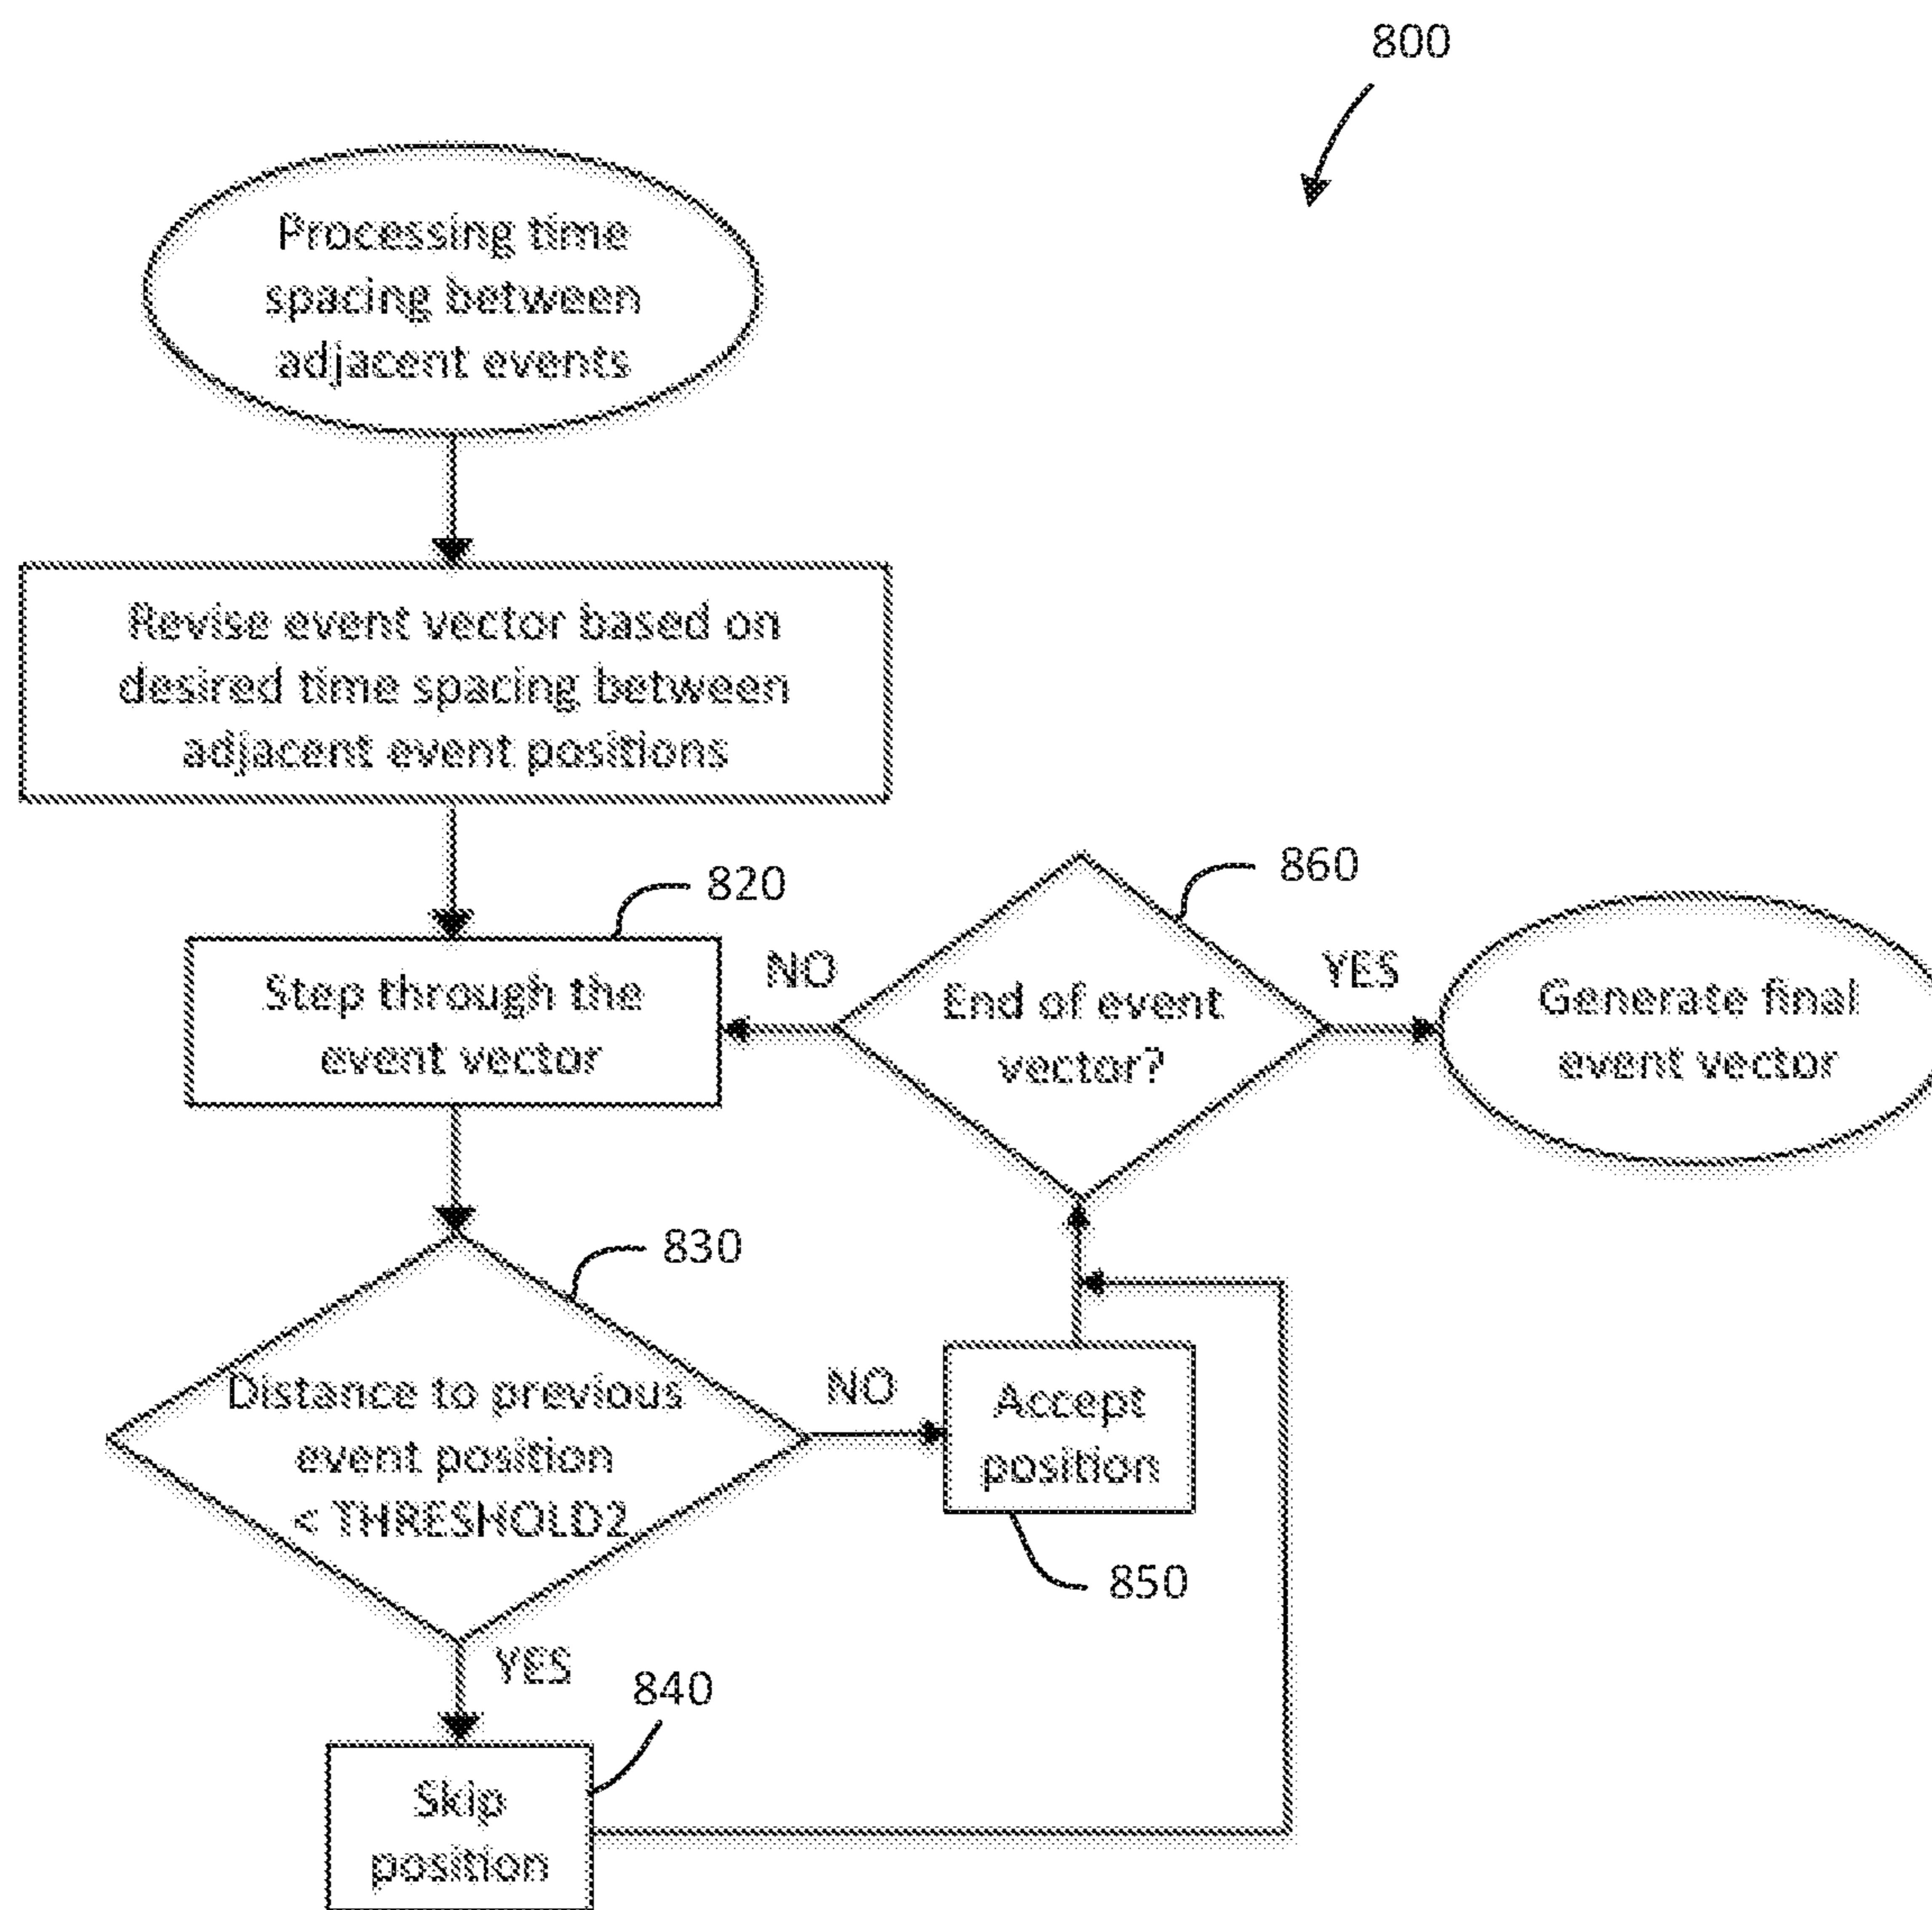 800
Processing time
spacing between
adjacent events
Revise event vector based on
desired time spacing between
adjacent event positions
820
Step through the
event vector
NO
860
End of event
vector?
YES
Generate final
event vector
830
Distance to previous
event position
< THRESHOLD2
NO
Accept
position
850
YES
840
Skip
position